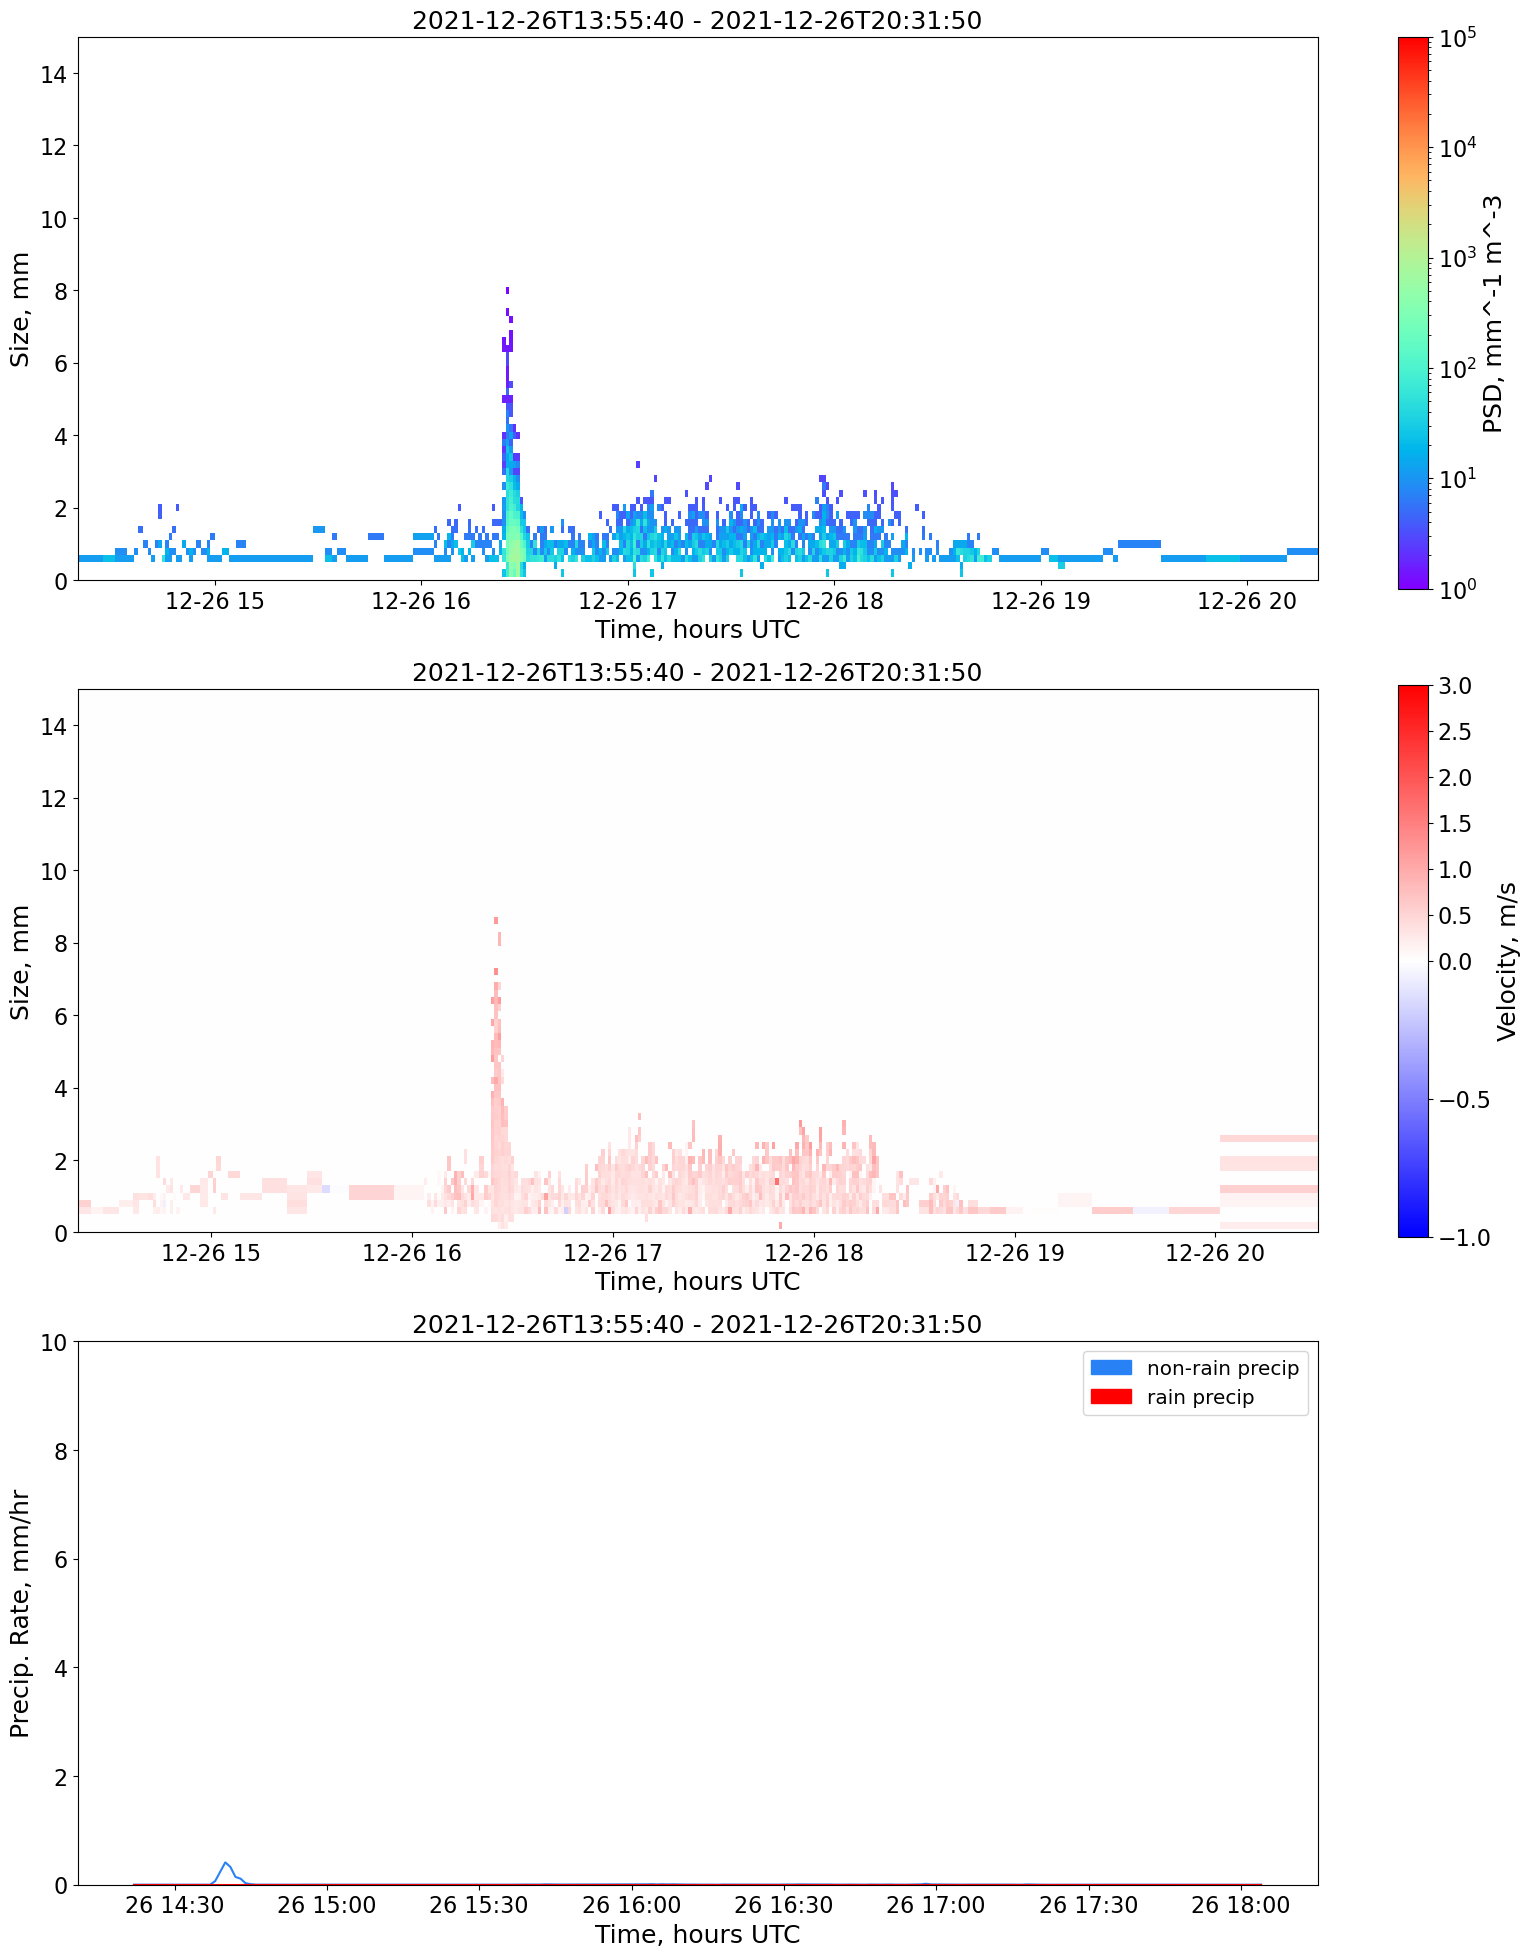 2021-12-26T13:55:40 - 2021-12-26T20:31:50
14
12
10
8
6
4
2
0
Size, mm
12-26 15 12-26 16 12-26 17 12-26 18 12-26 19 12-26 20
Time, hours UTC
10^5
10^4
10^3
10^2
10^1
10^0
PSD, mm^-1 m^-3
2021-12-26T13:55:40 - 2021-12-26T20:31:50
14
12
10
8
6
4
2
0
Size, mm
12-26 15 12-26 16 12-26 17 12-26 18 12-26 19 12-26 20
Time, hours UTC
3.0
2.5
2.0
1.5
1.0
0.5
0.0
−0.5
−1.0
Velocity, m/s
2021-12-26T13:55:40 - 2021-12-26T20:31:50
10
8
6
4
2
0
Precip. Rate, mm/hr
non-rain precip
rain precip
26 14:30 26 15:00 26 15:30 26 16:00 26 16:30 26 17:00 26 17:30 26 18:00
Time, hours UTC